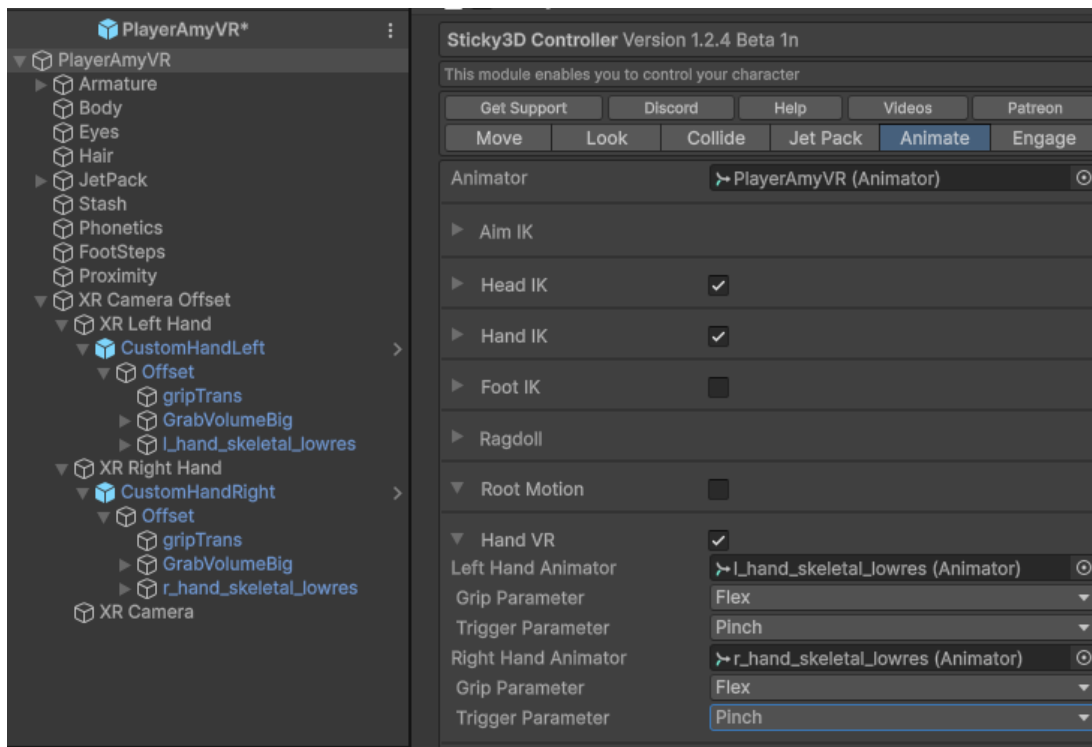 PlayerAmyVR*
PlayerAmyVR
Armature
Body
Eyes
Hair
JetPack
Stash
Phonetics
FootSteps
Proximity
XR Camera Offset
XR Left Hand
CustomHandLeft
Offset
gripTrans
GrabVolumeBig
l_hand_skeletal_lowres
XR Right Hand
CustomHandRight
Offset
gripTrans
GrabVolumeBig
r_hand_skeletal_lowres
XR Camera
Sticky3D Controller Version 1.2.4 Beta 1n
This module enables you to control your character
Get Support Discord Help Videos Patreon
Move Look Collide Jet Pack Animate Engage
Animator PlayerAmyVR (Animator)
Aim IK
Head IK
Hand IK
Foot IK
Ragdoll
Root Motion
Hand VR
Left Hand Animator l_hand_skeletal_lowres (Animator)
Grip Parameter Flex
Trigger Parameter Pinch
Right Hand Animator r_hand_skeletal_lowres (Animator)
Grip Parameter Flex
Trigger Parameter Pinch